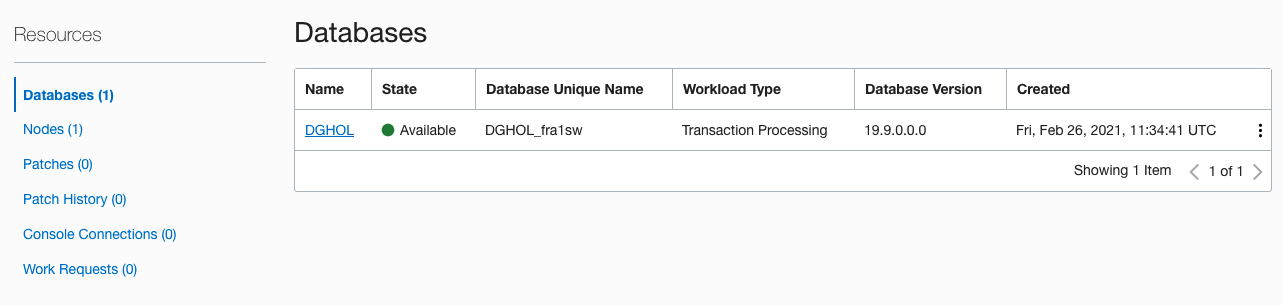 Resources
Databases (1)
Nodes (1)
Patches (0)
Patch History (0)
Console Connections (0)
Work Requests (0)
Databases
Name State Database Unique Name Workload Type Database Version Created
DGHOL Available DGHOL_fra1sw Transaction Processing 19.9.0.0.0 Fri, Feb 26, 2021, 11:34:41 UTC
Showing 1 Item 1 of 1